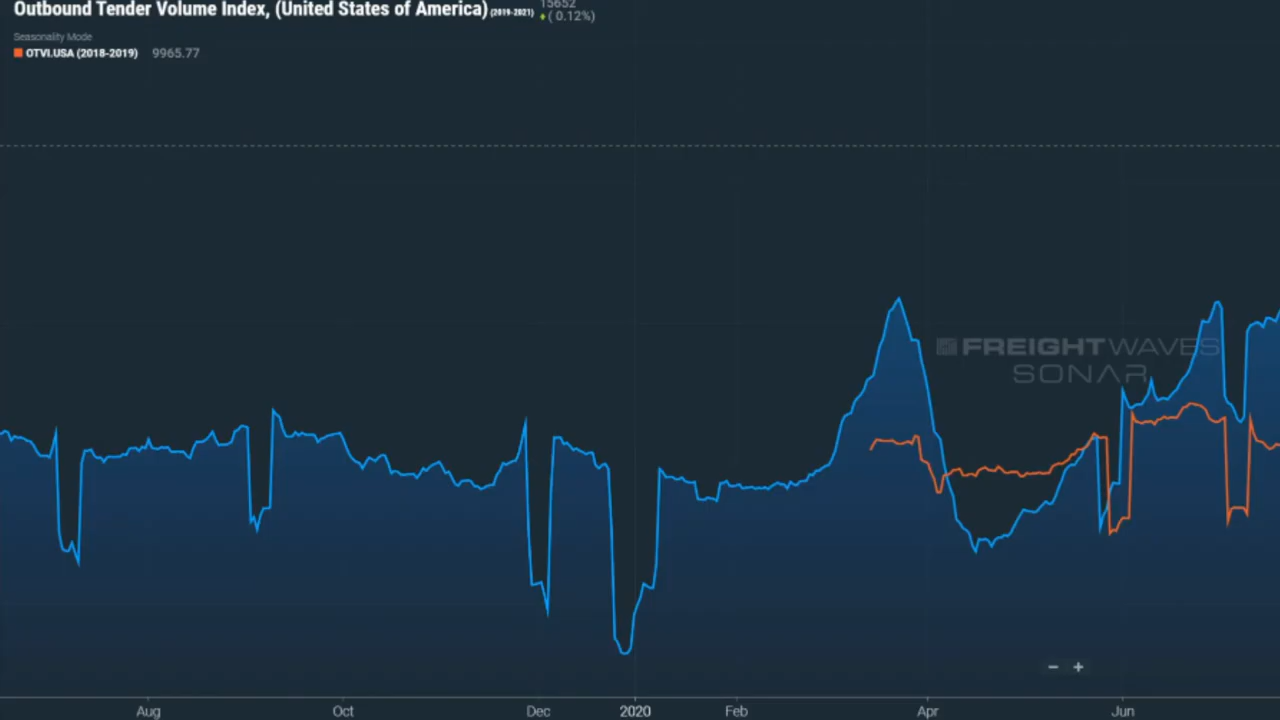 Outbound Tender Volume Index, (United States of America) (2019-2021) 15652
(0.12%)
Seasonality Mode
OTVI.USA (2018-2019) 9965.77
FREIGHTWAVES
SONAR
− +
Aug Oct Dec 2020 Feb Apr Jun